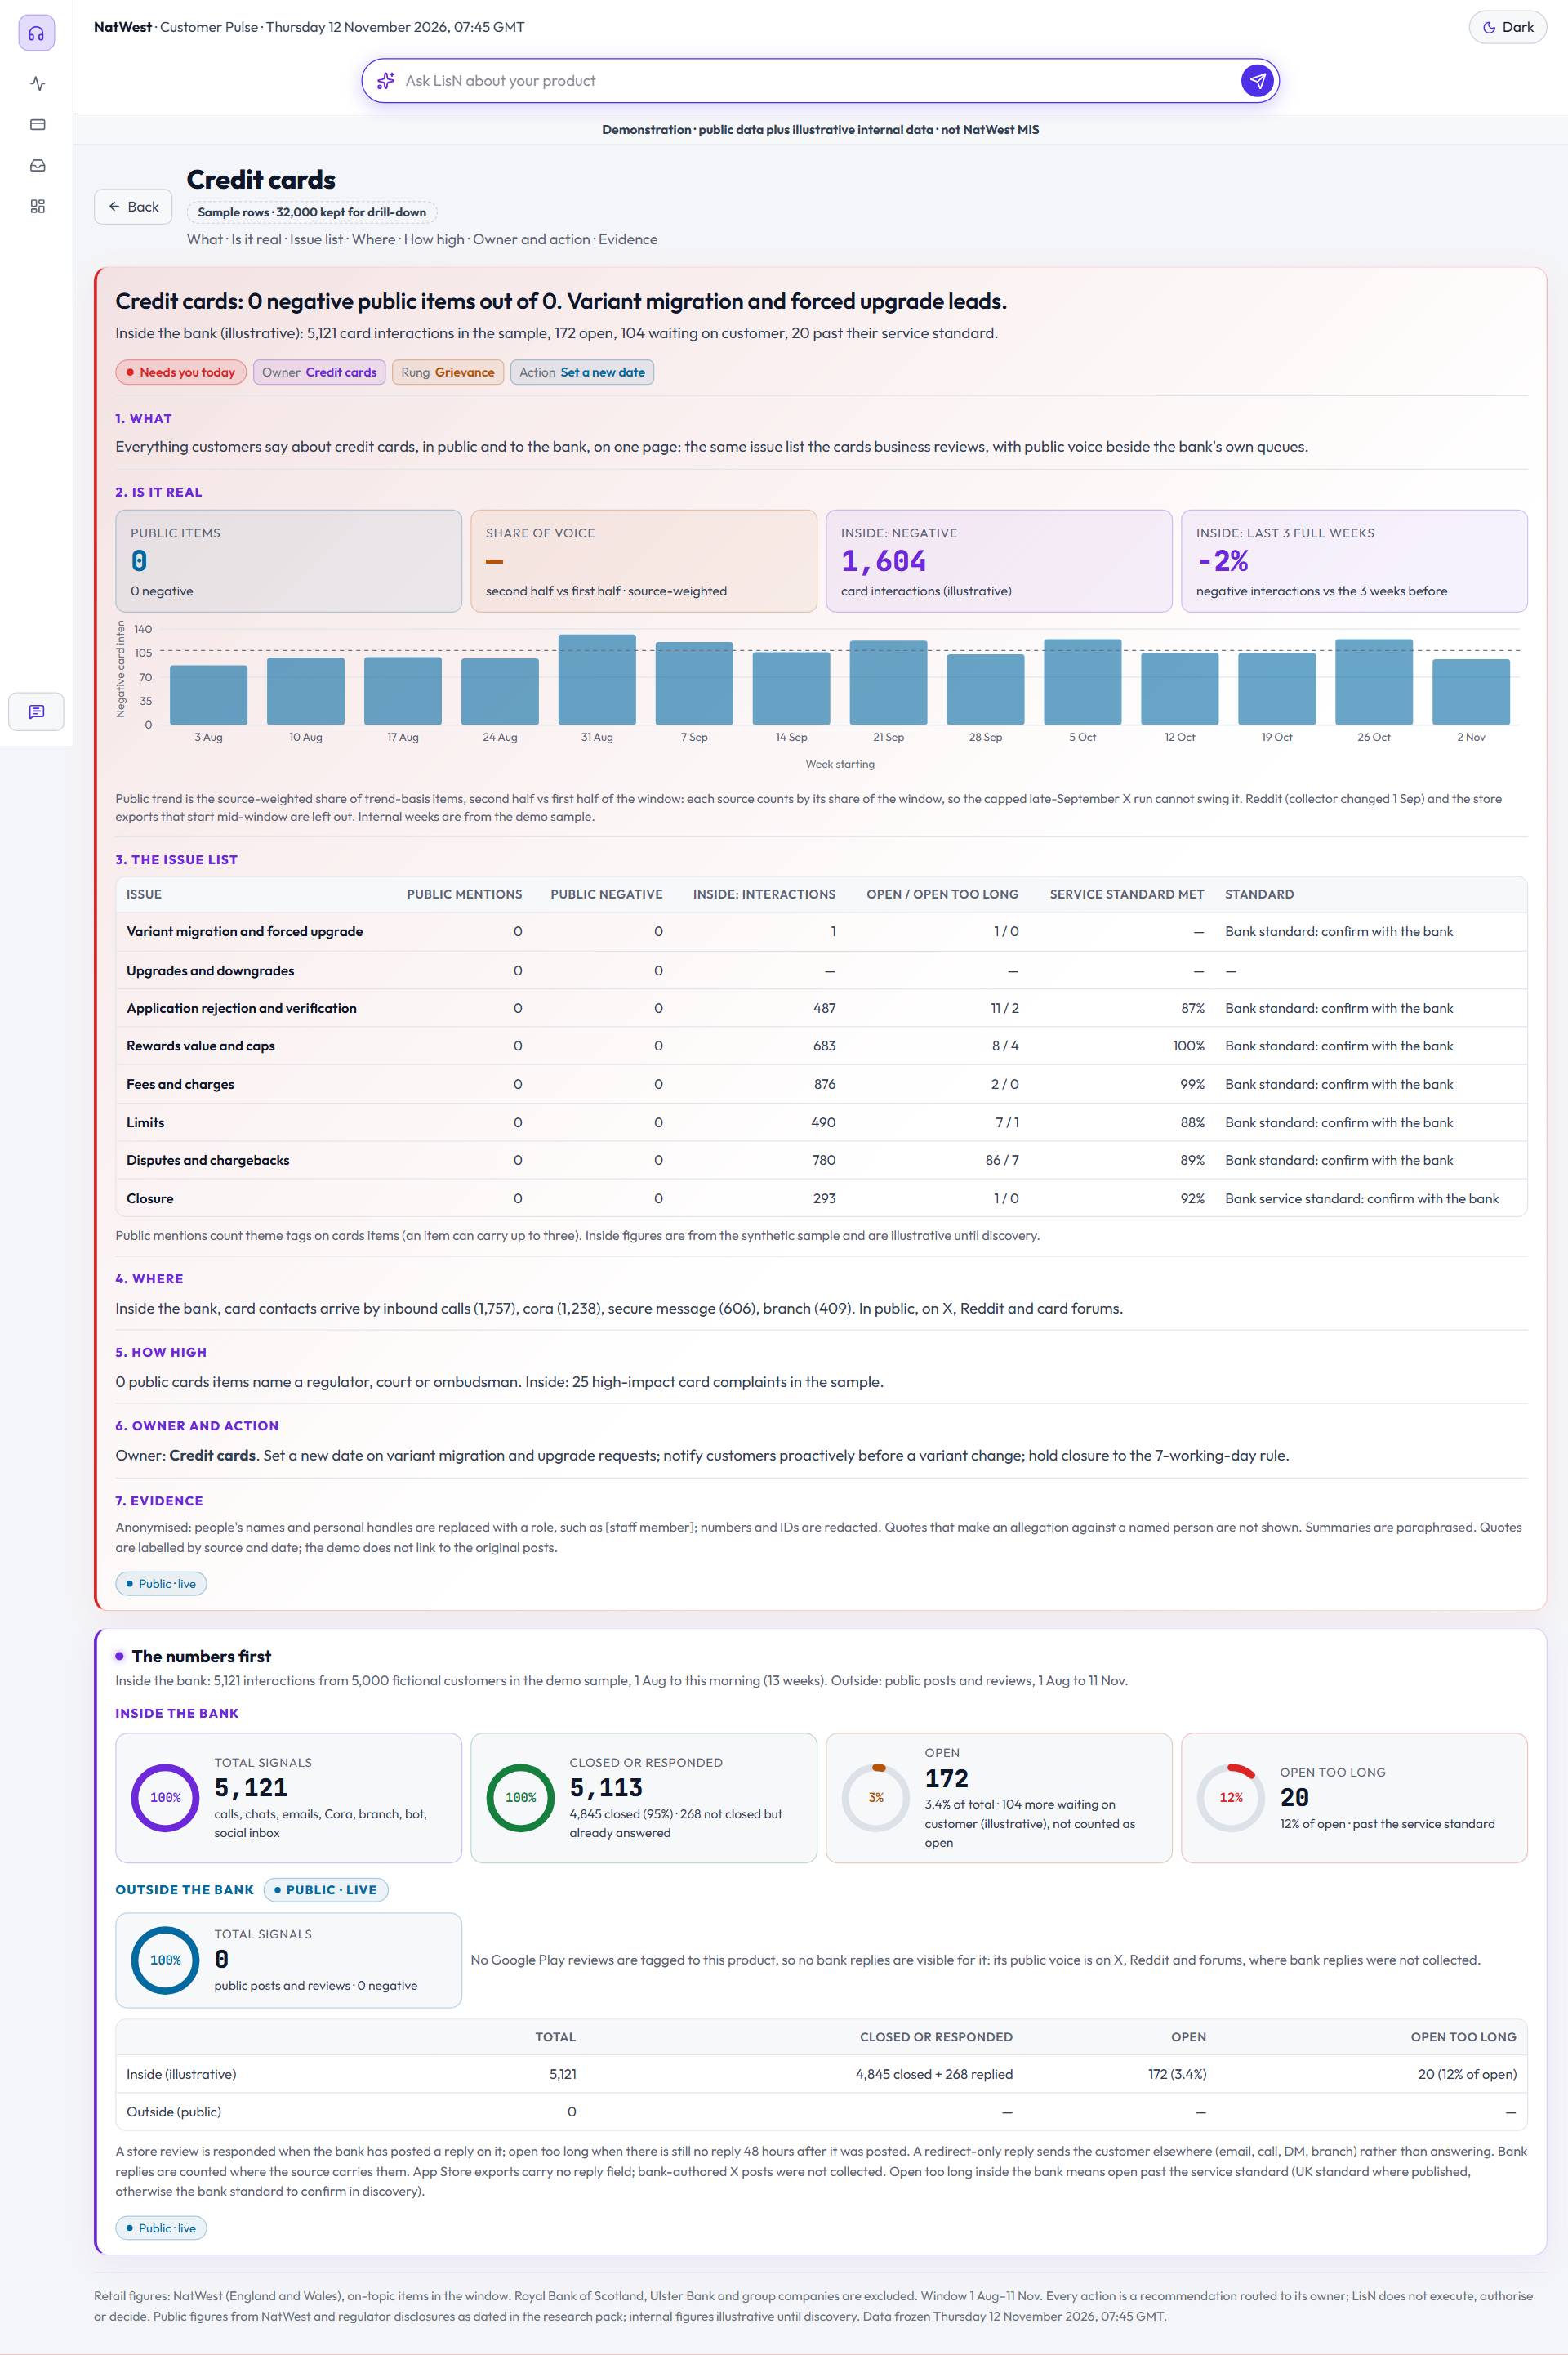 NatWest · Customer Pulse · Thursday 12 November 2026, 07:45 GMT
Dark
Ask LisN about your product
Demonstration · public data plus illustrative internal data · not NatWest MIS
Back
Credit cards
Sample rows · 32,000 kept for drill-down
What · Is it real · Issue list · Where · How high · Owner and action · Evidence
Credit cards: 0 negative public items out of 0. Variant migration and forced upgrade leads.
Inside the bank (illustrative): 5,121 card interactions in the sample, 172 open, 104 waiting on customer, 20 past their service standard.
Needs you today
Owner Credit cards
Rung Grievance
Action Set a new date
1. WHAT
Everything customers say about credit cards, in public and to the bank, on one page: the same issue list the cards business reviews, with public voice beside the bank's own queues.
2. IS IT REAL
PUBLIC ITEMS
0
0 negative
SHARE OF VOICE
—
second half vs first half · source-weighted
INSIDE: NEGATIVE
1,604
card interactions (illustrative)
INSIDE: LAST 3 FULL WEEKS
-2%
negative interactions vs the 3 weeks before
Negative card inter
140
105
70
35
0
3 Aug 10 Aug 17 Aug 24 Aug 31 Aug 7 Sep 14 Sep 21 Sep 28 Sep 5 Oct 12 Oct 19 Oct 26 Oct 2 Nov
Week starting
Public trend is the source-weighted share of trend-basis items, second half vs first half of the window: each source counts by its share of the window, so the capped late-September X run cannot swing it. Reddit (collector changed 1 Sep) and the store
exports that start mid-window are left out. Internal weeks are from the demo sample.
3. THE ISSUE LIST
ISSUE PUBLIC MENTIONS PUBLIC NEGATIVE INSIDE: INTERACTIONS OPEN / OPEN TOO LONG SERVICE STANDARD MET STANDARD
Variant migration and forced upgrade 0 0 1 1 / 0 — Bank standard: confirm with the bank
Upgrades and downgrades 0 0 — — — —
Application rejection and verification 0 0 487 11 / 2 87% Bank standard: confirm with the bank
Rewards value and caps 0 0 683 8 / 4 100% Bank standard: confirm with the bank
Fees and charges 0 0 876 2 / 0 99% Bank standard: confirm with the bank
Limits 0 0 490 7 / 1 88% Bank standard: confirm with the bank
Disputes and chargebacks 0 0 780 86 / 7 89% Bank standard: confirm with the bank
Closure 0 0 293 1 / 0 92% Bank service standard: confirm with the bank
Public mentions count theme tags on cards items (an item can carry up to three). Inside figures are from the synthetic sample and are illustrative until discovery.
4. WHERE
Inside the bank, card contacts arrive by inbound calls (1,757), cora (1,238), secure message (606), branch (409). In public, on X, Reddit and card forums.
5. HOW HIGH
0 public cards items name a regulator, court or ombudsman. Inside: 25 high-impact card complaints in the sample.
6. OWNER AND ACTION
Owner: Credit cards. Set a new date on variant migration and upgrade requests; notify customers proactively before a variant change; hold closure to the 7-working-day rule.
7. EVIDENCE
Anonymised: people's names and personal handles are replaced with a role, such as [staff member]; numbers and IDs are redacted. Quotes that make an allegation against a named person are not shown. Summaries are paraphrased. Quotes
are labelled by source and date; the demo does not link to the original posts.
Public · live
The numbers first
Inside the bank: 5,121 interactions from 5,000 fictional customers in the demo sample, 1 Aug to this morning (13 weeks). Outside: public posts and reviews, 1 Aug to 11 Nov.
INSIDE THE BANK
100%
TOTAL SIGNALS
5,121
calls, chats, emails, Cora, branch, bot,
social inbox
100%
CLOSED OR RESPONDED
5,113
4,845 closed (95%) · 268 not closed but
already answered
3%
OPEN
172
3.4% of total · 104 more waiting on
customer (illustrative), not counted as
open
12%
OPEN TOO LONG
20
12% of open · past the service standard
OUTSIDE THE BANK PUBLIC · LIVE
100%
TOTAL SIGNALS
0
public posts and reviews · 0 negative
No Google Play reviews are tagged to this product, so no bank replies are visible for it: its public voice is on X, Reddit and forums, where bank replies were not collected.
TOTAL CLOSED OR RESPONDED OPEN OPEN TOO LONG
Inside (illustrative) 5,121 4,845 closed + 268 replied 172 (3.4%) 20 (12% of open)
Outside (public) 0 — — —
A store review is responded when the bank has posted a reply on it; open too long when there is still no reply 48 hours after it was posted. A redirect-only reply sends the customer elsewhere (email, call, DM, branch) rather than answering. Bank
replies are counted where the source carries them. App Store exports carry no reply field; bank-authored X posts were not collected. Open too long inside the bank means open past the service standard (UK standard where published,
otherwise the bank standard to confirm in discovery).
Public · live
Retail figures: NatWest (England and Wales), on-topic items in the window. Royal Bank of Scotland, Ulster Bank and group companies are excluded. Window 1 Aug–11 Nov. Every action is a recommendation routed to its owner; LisN does not execute, authorise
or decide. Public figures from NatWest and regulator disclosures as dated in the research pack; internal figures illustrative until discovery. Data frozen Thursday 12 November 2026, 07:45 GMT.